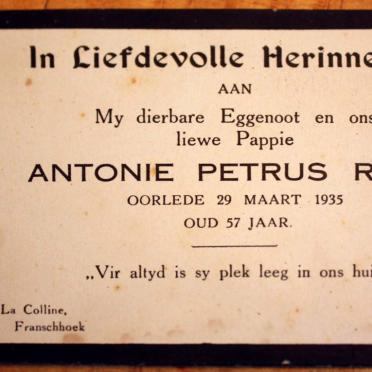 In Liefdevolle Herinne
AAN
My dierbare Eggenoot en ons
liewe Pappie
ANTONIE PETRUS R
OORLEDE 29 MAART 1935
OUD 57 JAAR.
„Vir altyd is sy plek leeg in ons hui
La Colline,
Franschhoek